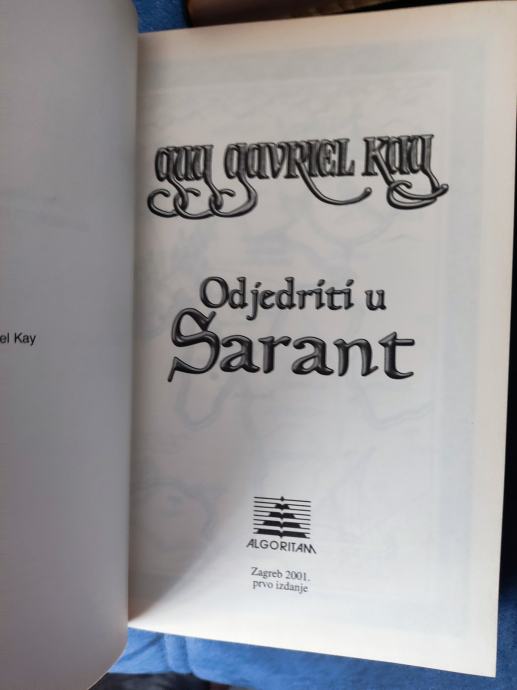 guy gavriel kay
el Kay
Odjedriti u
Sarant
ALGORITAM
Zagreb 2001.
prvo izdanje